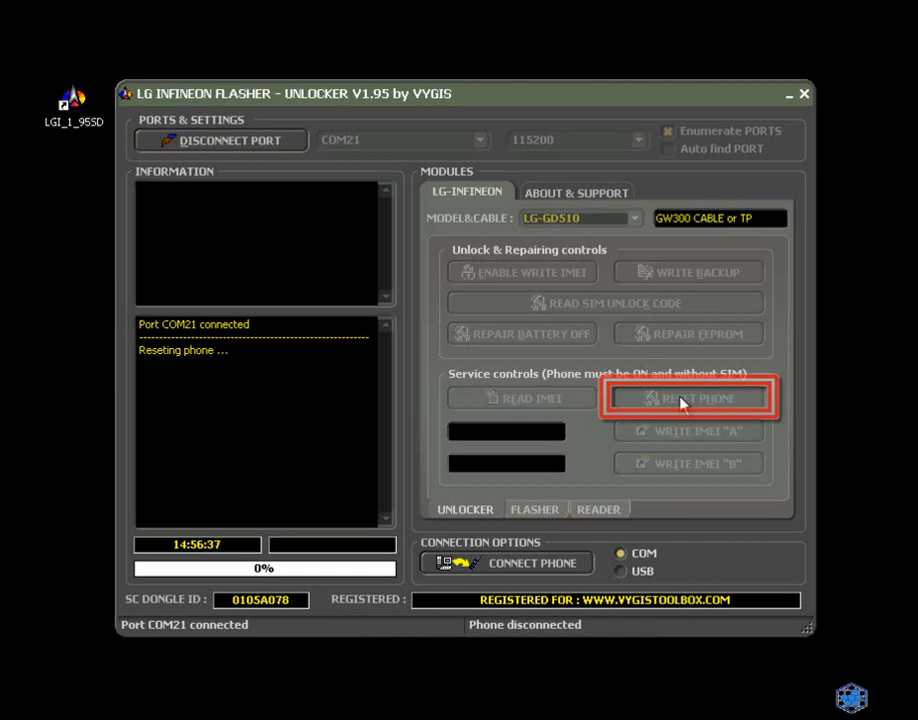 LGI_1_95SD
LG INFINEON FLASHER - UNLOCKER V1.95 by VYGIS
PORTS & SETTINGS
DISCONNECT PORT
COM21
115200
Enumerate PORTS
Auto find PORT
INFORMATION
Port COM21 connected
Reseting phone ...
14:56:37
0%
MODULES
LG-INFINEON
ABOUT & SUPPORT
MODEL&CABLE :
LG-GD510
GW300 CABLE or TP
Unlock & Repairing controls
ENABLE WRITE IMEI
WRITE BACKUP
READ SIM UNLOCK CODE
REPAIR BATTERY OFF
REPAIR EEPROM
Service controls (Phone must be ON and without SIM)
READ IMEI
RESET PHONE
WRITE IMEI "A"
WRITE IMEI "B"
UNLOCKER
FLASHER
READER
CONNECTION OPTIONS
CONNECT PHONE
COM
USB
SC DONGLE ID :
0105A078
REGISTERED :
REGISTERED FOR : WWW.VYGISTOOLBOX.COM
Port COM21 connected
Phone disconnected